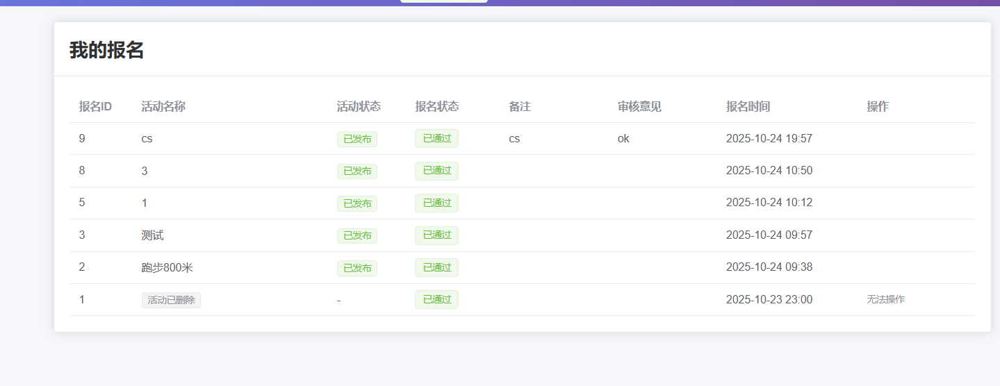 我的报名
报名ID 活动名称 活动状态 报名状态 备注 审核意见 报名时间 操作
9 cs 已发布 已通过 cs ok 2025-10-24 19:57
8 3 已发布 已通过 2025-10-24 10:50
5 1 已发布 已通过 2025-10-24 10:12
3 测试 已发布 已通过 2025-10-24 09:57
2 跑步800米 已发布 已通过 2025-10-24 09:38
1 活动已删除 - 已通过 2025-10-23 23:00 无法操作